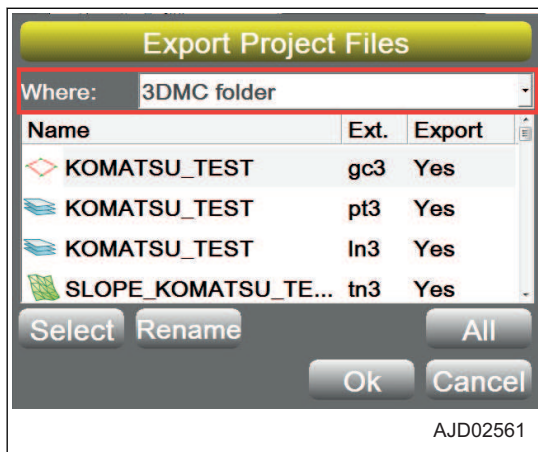 Export Project Files
Where: 3DMC folder
Name Ext. Export
KOMATSU_TEST gc3 Yes
KOMATSU_TEST pt3 Yes
KOMATSU_TEST ln3 Yes
SLOPE_KOMATSU_TE... tn3 Yes
Select Rename All
Ok Cancel
AJD02561